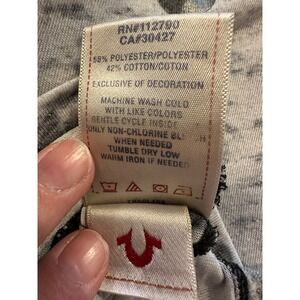 RN#112790
CA#30427
58% POLYESTER/POLYESTER
42% COTTON/COTON
EXCLUSIVE OF DECORATION
MACHINE WASH COLD
WITH LIKE COLORS
GENTLE CYCLE INSIDE
ONLY NON-CHLORINE BL H
WHEN NEEDED
TUMBLE DRY LOW
WARM IRON IF NEEDED